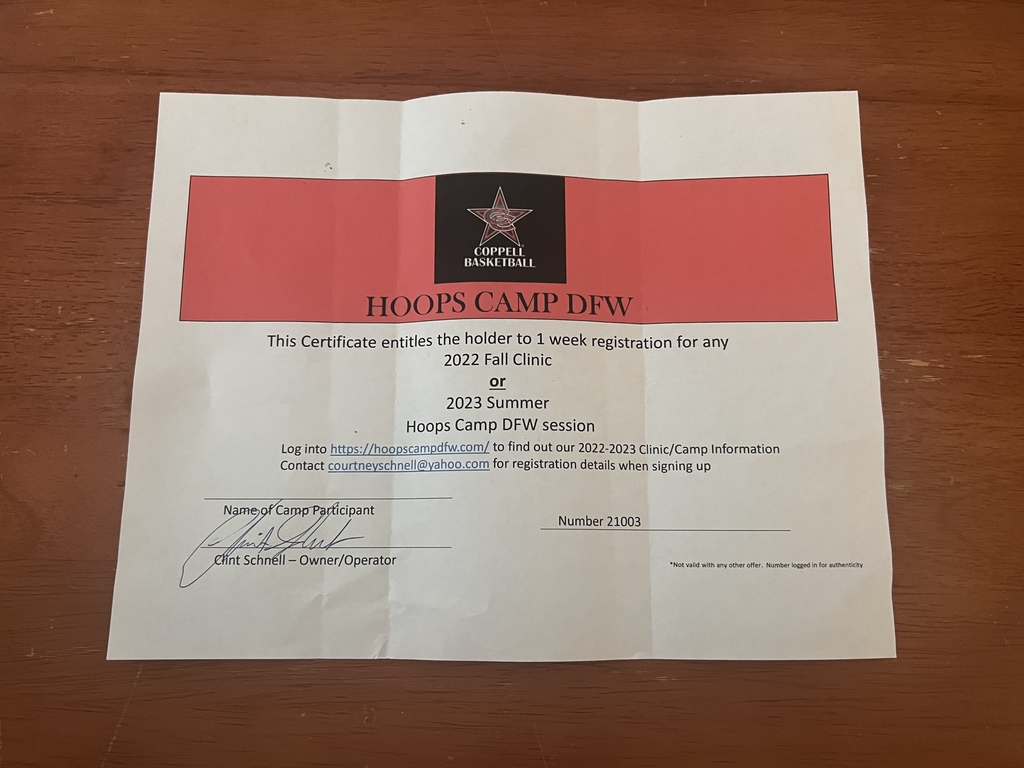 COPPELL
BASKETBALL
HOOPS CAMP DFW
This Certificate entitles the holder to 1 week registration for any
2022 Fall Clinic
or
2023 Summer
Hoops Camp DFW session
Log into https://hoopscampdfw.com/ to find out our 2022-2023 Clinic/Camp Information
Contact courtneyschnell@yahoo.com for registration details when signing up
Name of Camp Participant
Number 21003
Clint Schnell – Owner/Operator
*Not valid with any other offer. Number logged in for authenticity